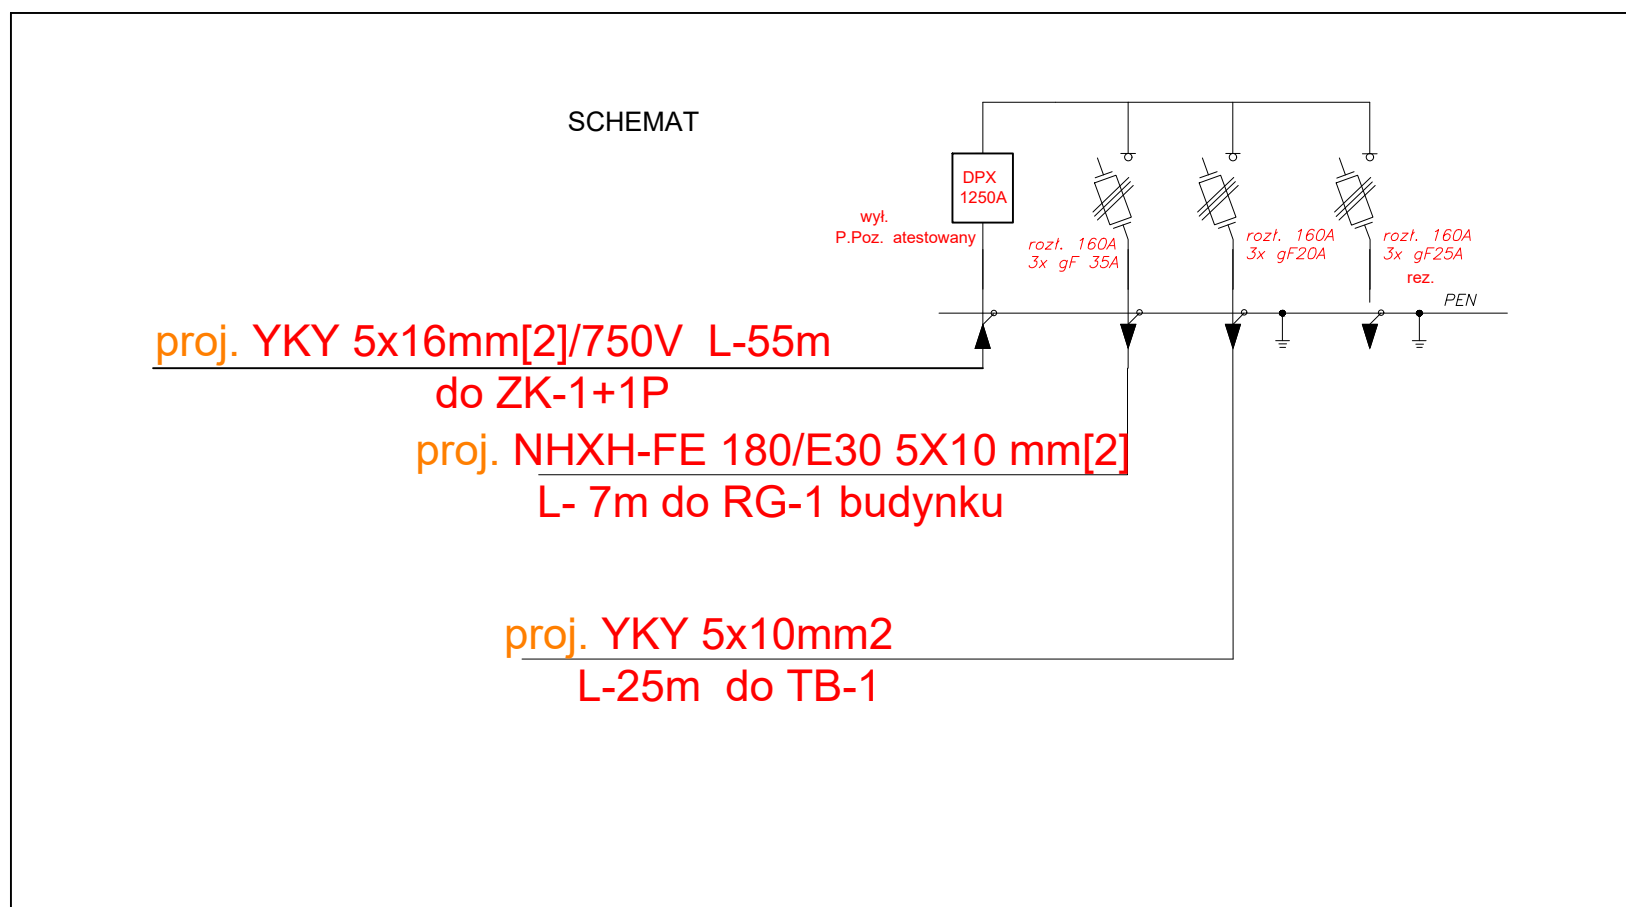 SCHEMAT
DPX
1250A
wył.
P.Poz. atestowany
rozł. 160A
3x gF 35A
rozł. 160A
3x gF20A
rozł. 160A
3x gF25A
rez.
PEN
proj. YKY 5x16mm[2]/750V L-55m
do ZK-1+1P
proj. NHXH-FE 180/E30 5X10 mm[2]
L- 7m do RG-1 budynku
proj. YKY 5x10mm2
L-25m do TB-1